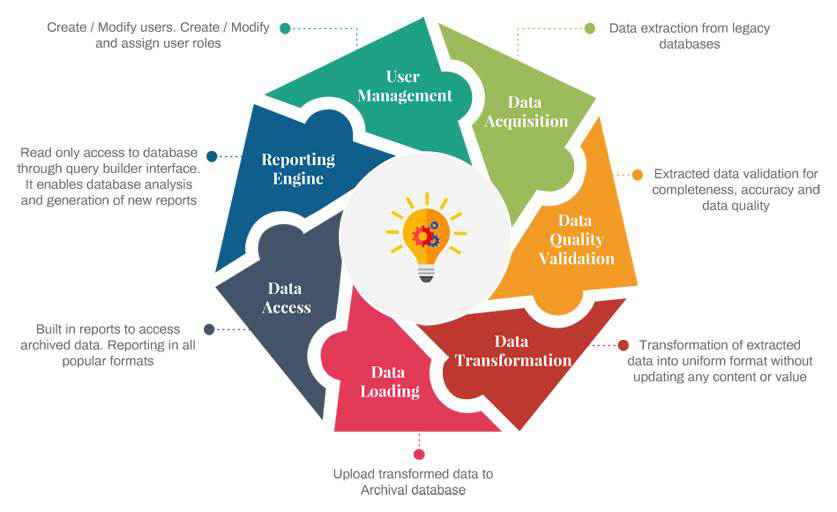 Create / Modify users. Create / Modify
and assign user roles
User
Management
Data extraction from legacy
databases
Data
Acquisition
Extracted data validation for
completeness, accuracy and
data quality
Data
Quality
Validation
Transformation of extracted
data into uniform format without
updating any content or value
Data
Transformation
Data
Loading
Upload transformed data to
Archival database
Data
Access
Built in reports to access
archived data. Reporting in all
popular formats
Reporting
Engine
Read only access to database
through query builder interface.
It enables database analysis
and generation of new reports